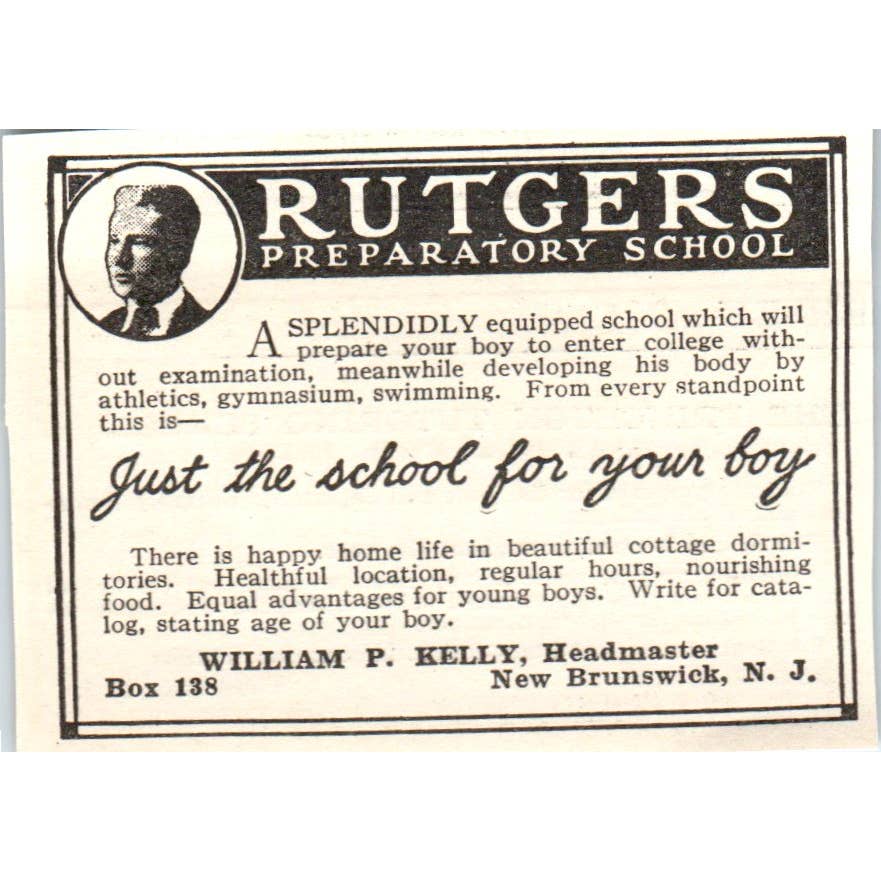 RUTGERS
PREPARATORY SCHOOL
A SPLENDIDLY equipped school which will
prepare your boy to enter college with-
out examination, meanwhile developing his body by
athletics, gymnasium, swimming. From every standpoint
this is—
Just the school for your boy
There is happy home life in beautiful cottage dormi-
tories. Healthful location, regular hours, nourishing
food. Equal advantages for young boys. Write for cata-
log, stating age of your boy.
WILLIAM P. KELLY, Headmaster
Box 138 New Brunswick, N. J.